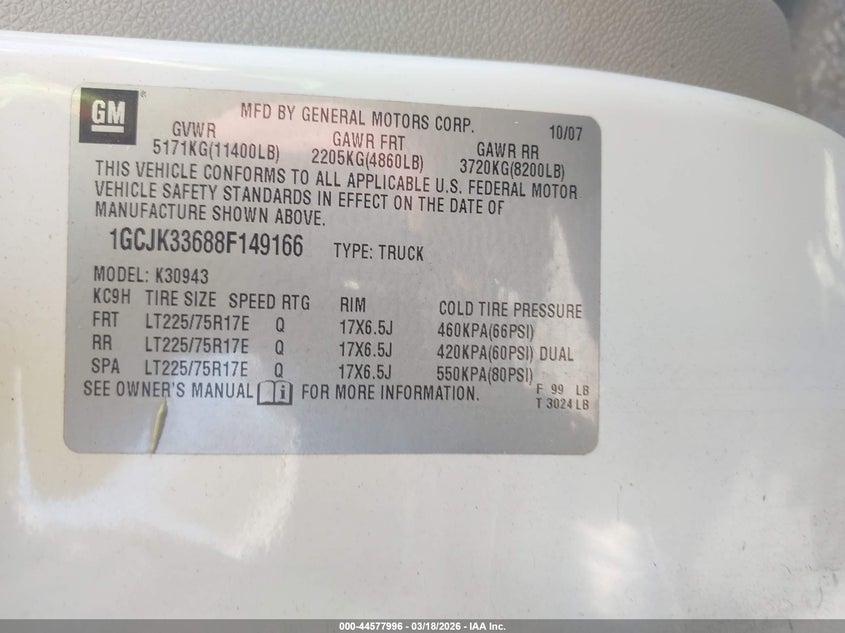 GM
®
MFD BY GENERAL MOTORS CORP. 10/07
GVWR GAWR FRT GAWR RR
5171KG(11400LB) 2205KG(4860LB) 3720KG(8200LB)
THIS VEHICLE CONFORMS TO ALL APPLICABLE U.S. FEDERAL MOTOR
VEHICLE SAFETY STANDARDS IN EFFECT ON THE DATE OF
MANUFACTURE SHOWN ABOVE.
1GCJK33688F149166 TYPE: TRUCK
MODEL: K30943
KC9H TIRE SIZE SPEED RTG RIM COLD TIRE PRESSURE
FRT LT225/75R17E Q 17X6.5J 460KPA(66PSI)
RR LT225/75R17E Q 17X6.5J 420KPA(60PSI) DUAL
SPA LT225/75R17E Q 17X6.5J 550KPA(80PSI)
SEE OWNER'S MANUAL i FOR MORE INFORMATION. F 99 LB
T 3024 LB
000-44577996 — 03/18/2026 — IAA Inc.